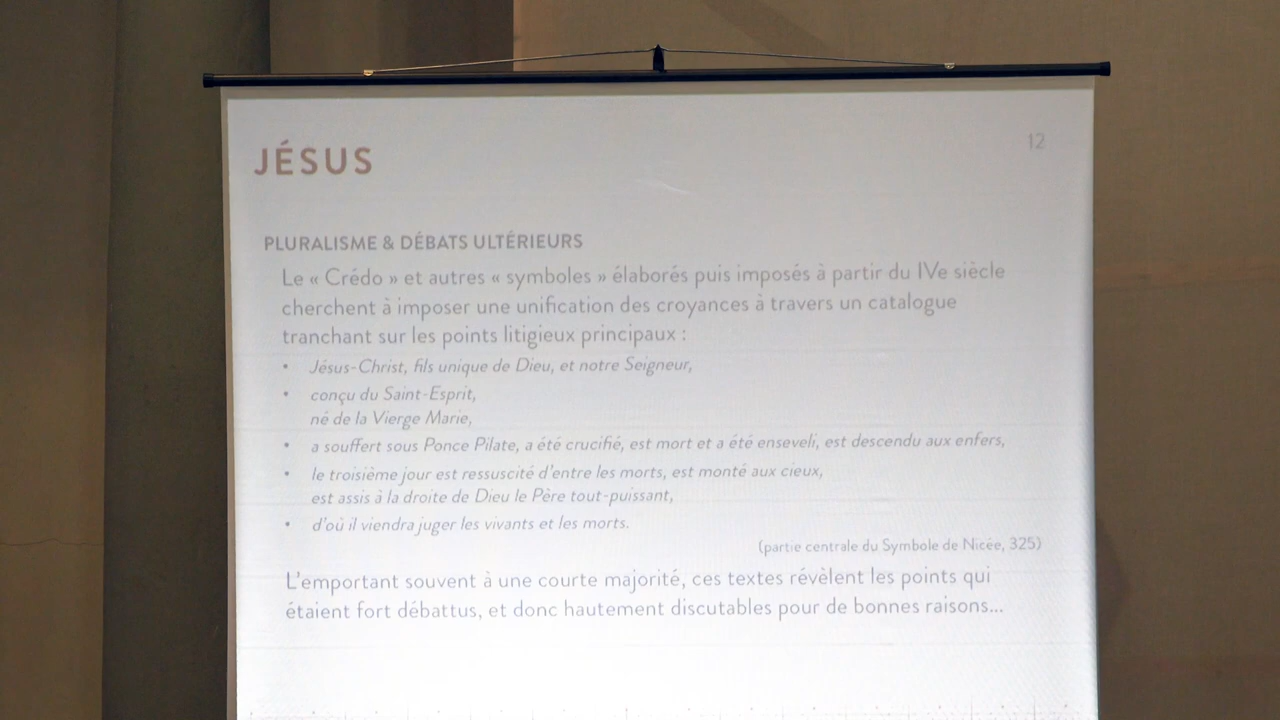 12
JÉSUS
PLURALISME & DÉBATS ULTÉRIEURS
Le « Crédo » et autres « symboles » élaborés puis imposés à partir du IVe siècle
cherchent à imposer une unification des croyances à travers un catalogue
tranchant sur les points litigieux principaux :
• Jésus-Christ, fils unique de Dieu, et notre Seigneur,
• conçu du Saint-Esprit,
né de la Vierge Marie,
• a souffert sous Ponce Pilate, a été crucifié, est mort et a été enseveli, est descendu aux enfers,
• le troisième jour est ressuscité d'entre les morts, est monté aux cieux,
est assis à la droite de Dieu le Père tout-puissant,
• d'où il viendra juger les vivants et les morts.
(partie centrale du Symbole de Nicée, 325)
L'emportant souvent à une courte majorité, ces textes révèlent les points qui
étaient fort débattus, et donc hautement discutables pour de bonnes raisons...